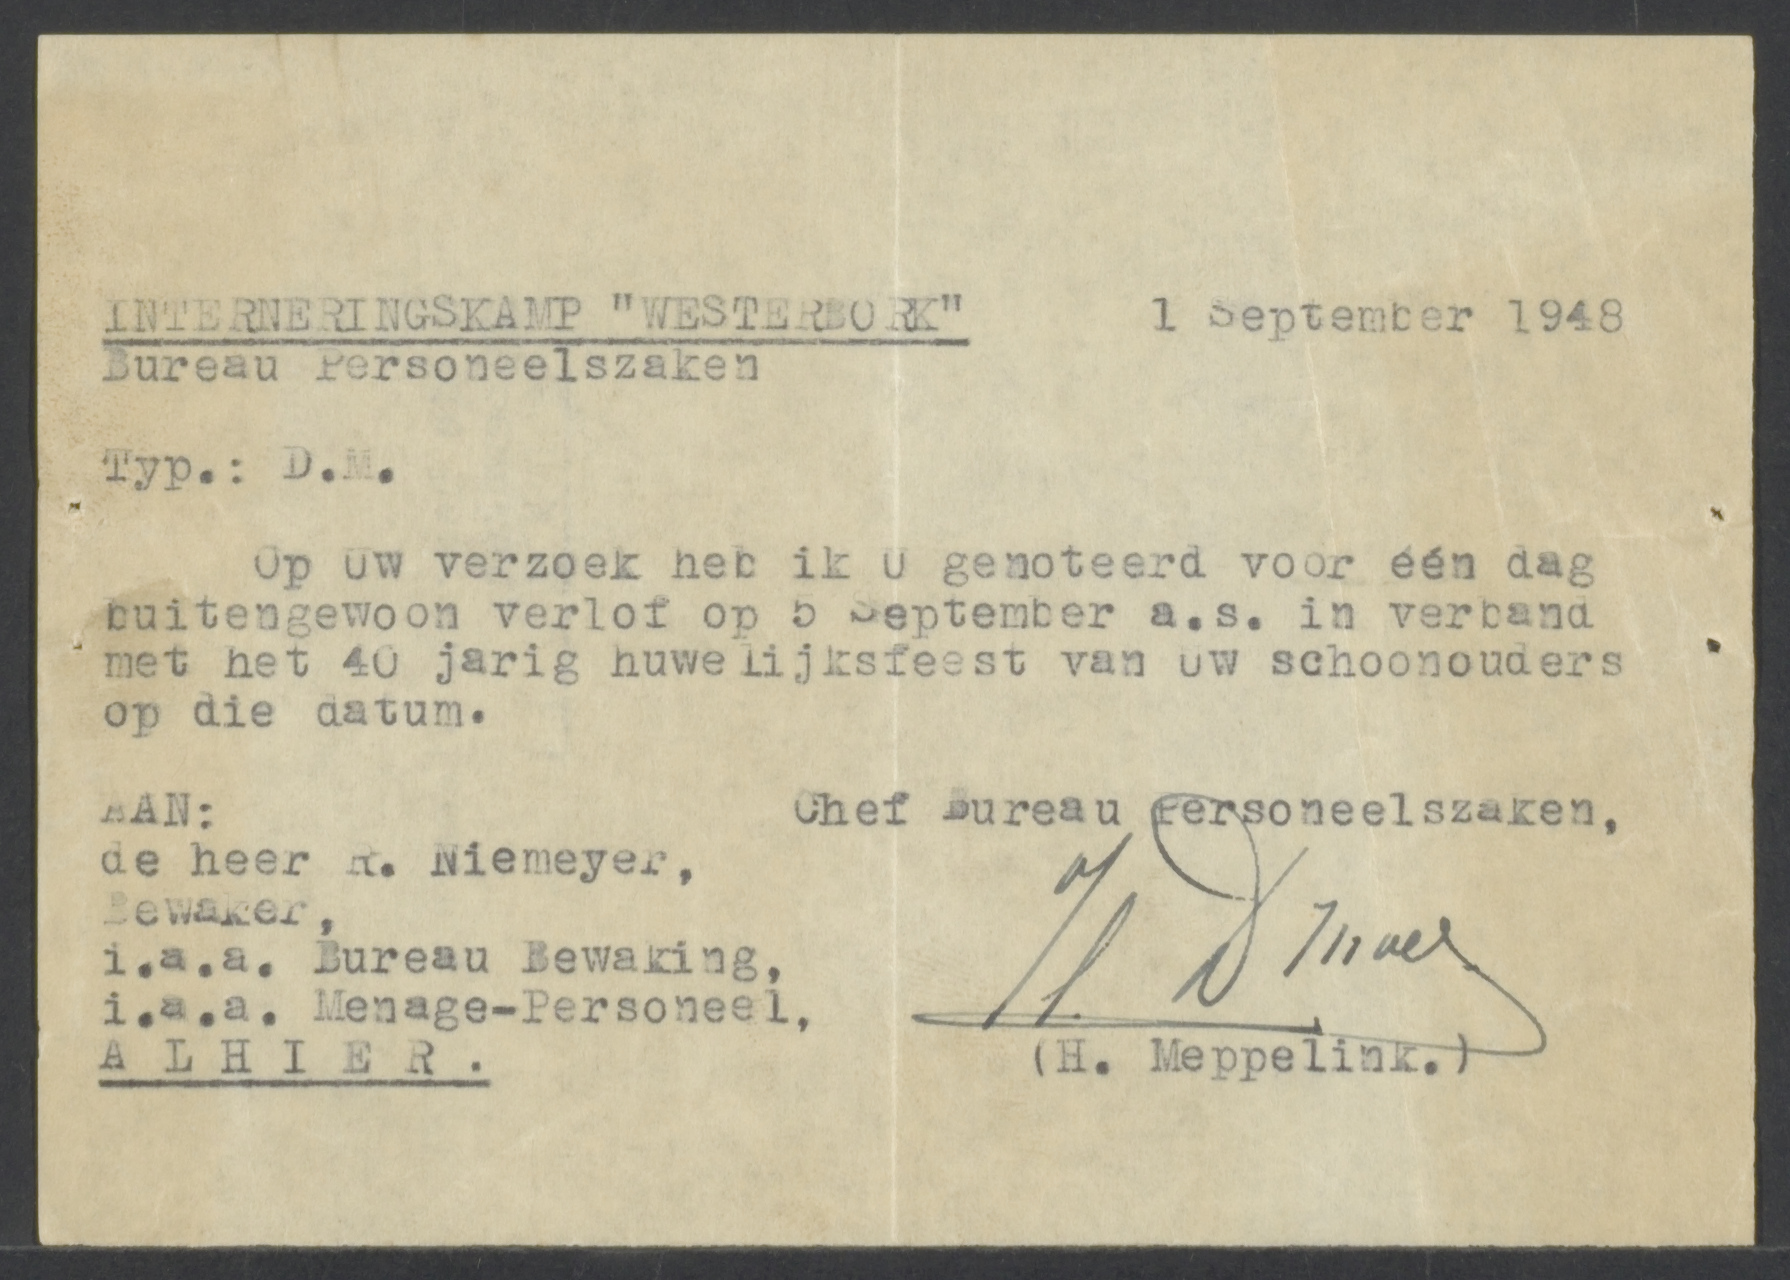 INTERNERINGSKAMP "WESTERBORK" 1 September 1948
Bureau Personeelszaken
Typ.: D.M.
Op Uw verzoek heb ik U genoteerd voor één dag
buitengewoon verlof op 5 September a.s. in verband
met het 40 jarig huwelijksfeest van Uw schoonouders
op die datum.
AAN: Chef Bureau Personeelszaken,
de heer R. Niemeyer,
Bewaker,
i.a.a. Bureau Bewaking,
i.a.a. Menage-Personeel,
A L H I E R .
(H. Meppelink.)